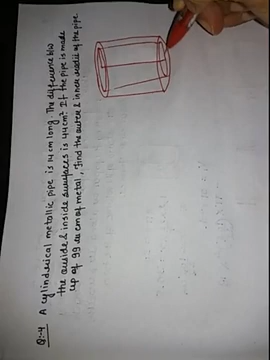 Q:-4 A cylinderical metallic pipe is 14 cm long. The difference b/w
the outside & inside surfaces is 44 cm². If the pipe is made
up of 99 cu cm of metal, Find the outer & inner radii of the pipe.